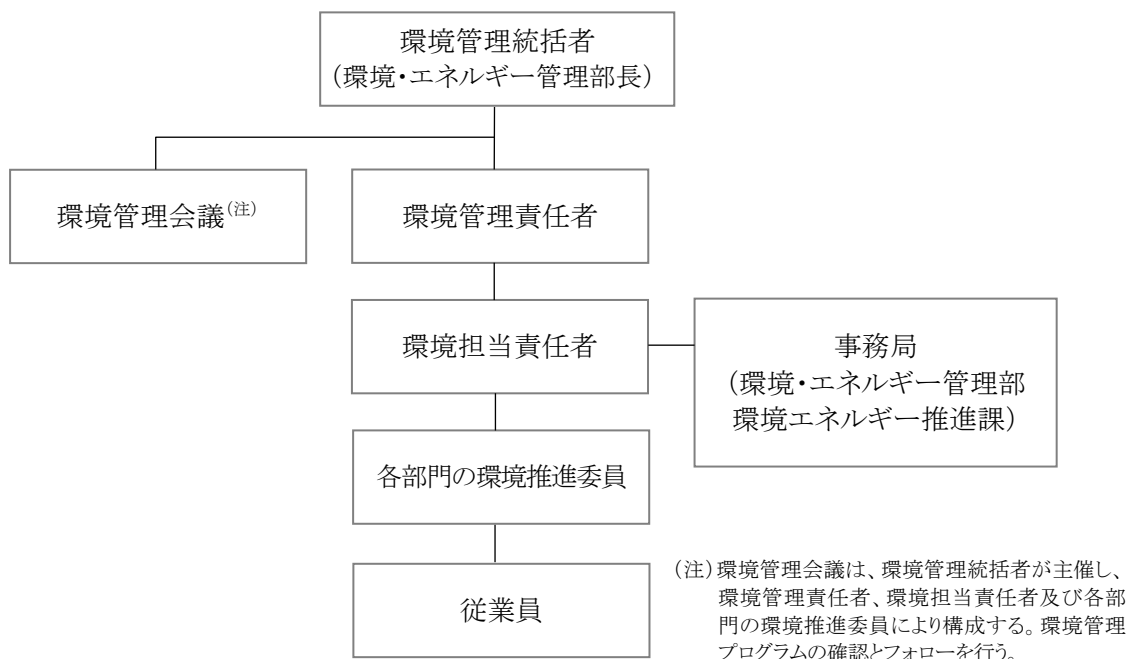 環境管理統括者
(環境・エネルギー管理部長)
環境管理会議(注)
環境管理責任者
環境担当責任者
事務局
(環境・エネルギー管理部
環境エネルギー推進課)
各部門の環境推進委員
従業員
(注)環境管理会議は、環境管理統括者が主催し、
環境管理責任者、環境担当責任者及び各部
門の環境推進委員により構成する。環境管理
プログラムの確認とフォローを行う。